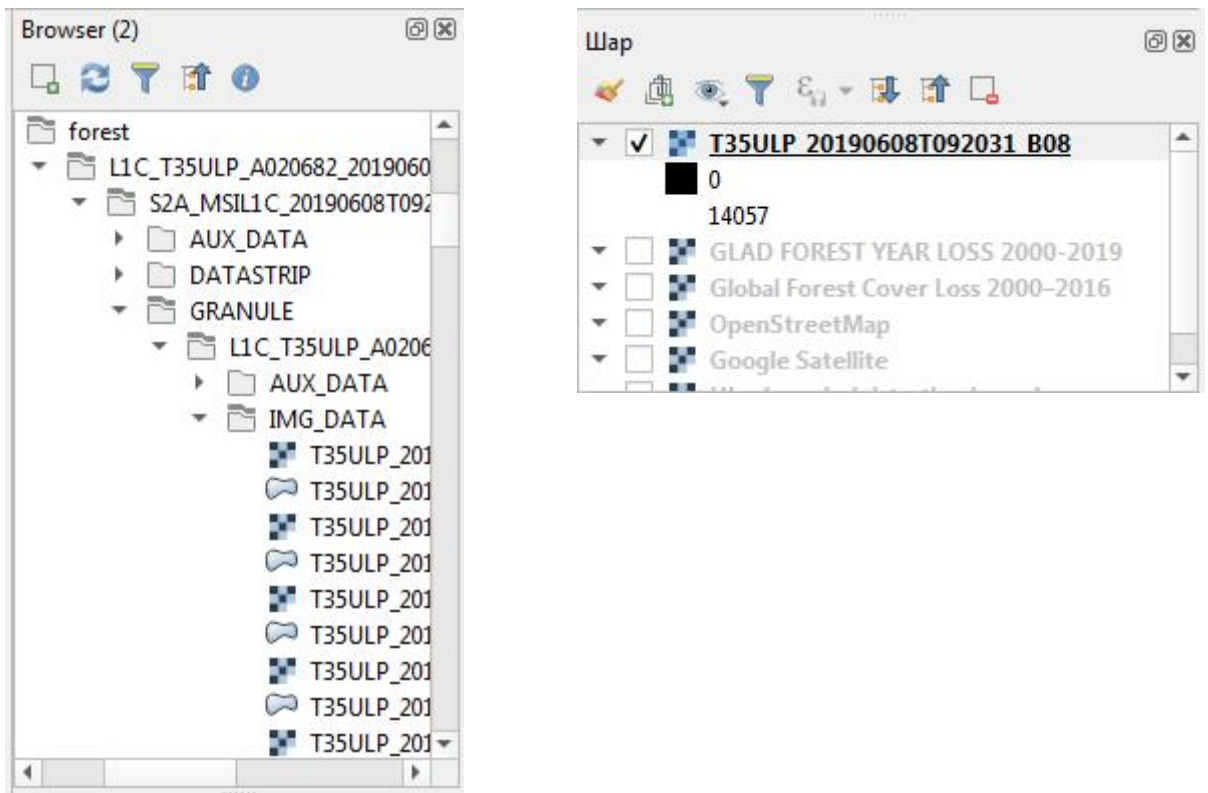 Browser (2)
forest
L1C_T35ULP_A020682_2019060
S2A_MSIL1C_20190608T092
AUX_DATA
DATASTRIP
GRANULE
L1C_T35ULP_A0206
AUX_DATA
IMG_DATA
T35ULP_201
T35ULP_201
T35ULP_201
T35ULP_201
T35ULP_201
T35ULP_201
T35ULP_201
T35ULP_201
T35ULP_201
Шар
T35ULP_20190608T092031_B08
0
14057
GLAD FOREST YEAR LOSS 2000-2019
Global Forest Cover Loss 2000–2016
OpenStreetMap
Google Satellite